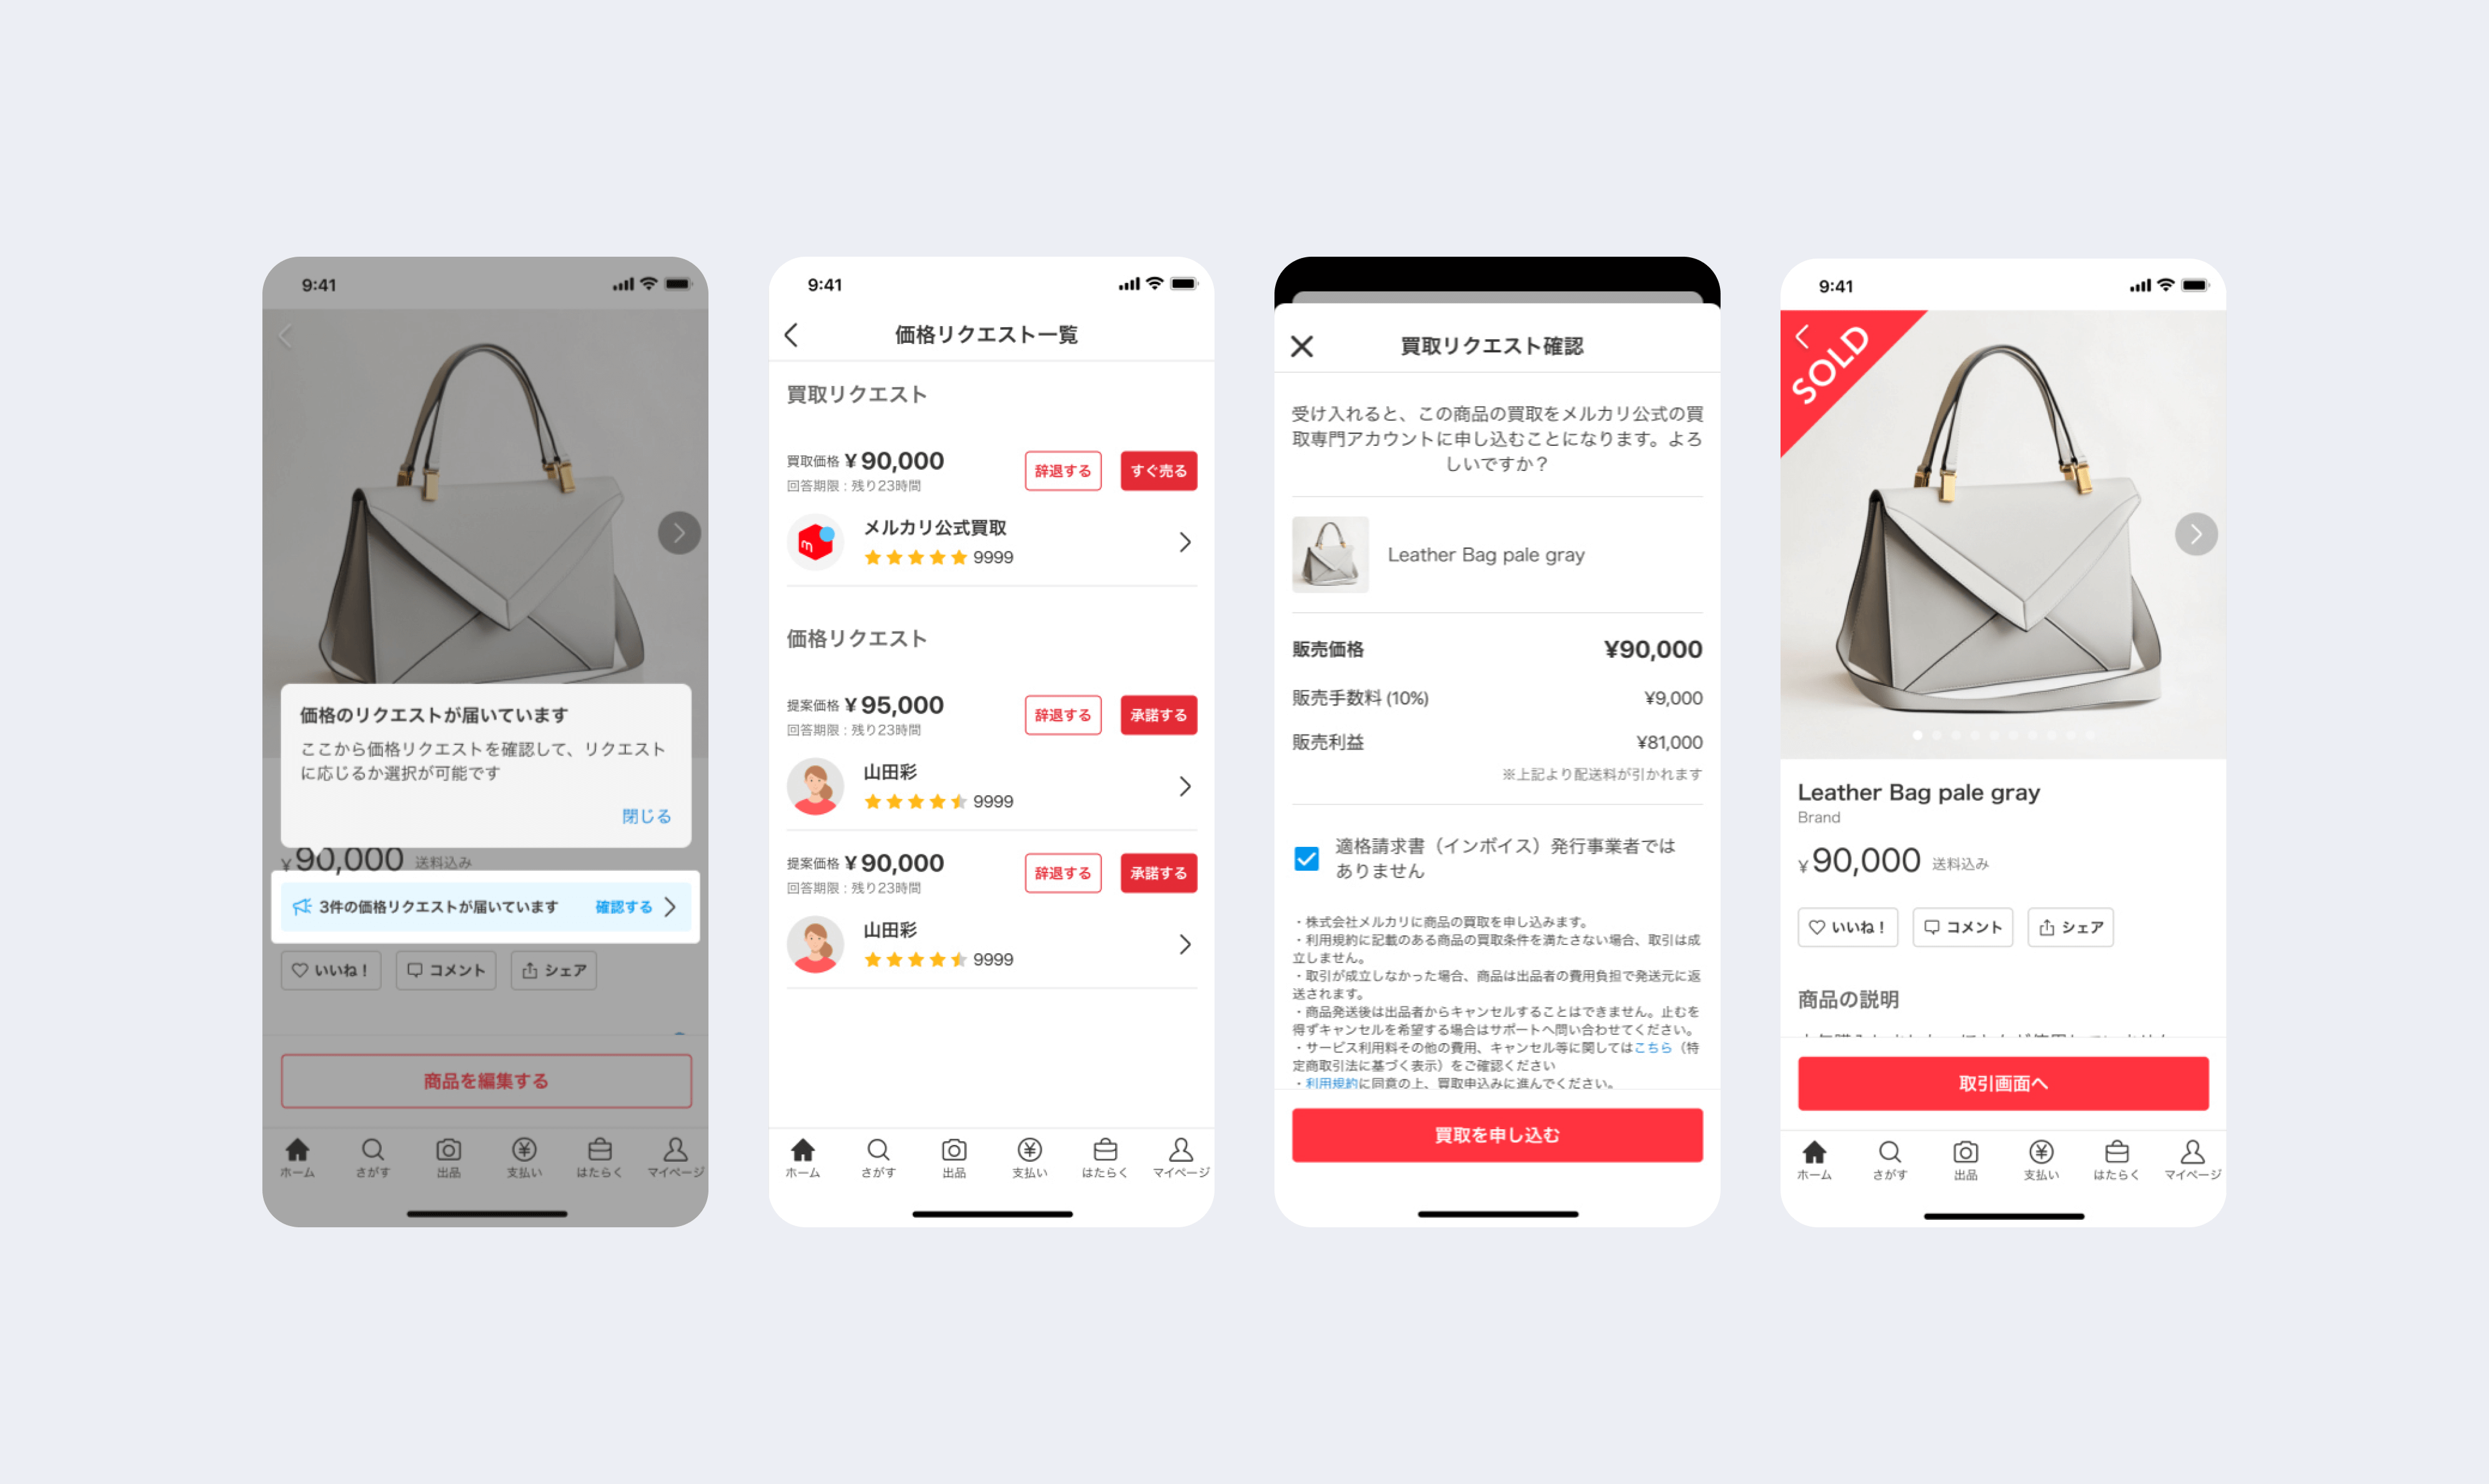 9:41
価格のリクエストが届いています
ここから価格リクエストを確認して、リクエスト
に応じるか選択が可能です
閉じる
¥90,000 送料込み
3件の価格リクエストが届いています 確認する
いいね！ コメント シェア
商品を編集する
ホーム さがす 出品 支払い はたらく マイページ
9:41
価格リクエスト一覧
買取リクエスト
買取価格 ¥90,000
回答期限：残り23時間
辞退する すぐ売る
m
メルカリ公式買取
9999
価格リクエスト
提案価格 ¥95,000
回答期限：残り23時間
辞退する 承諾する
山田彩
9999
提案価格 ¥90,000
回答期限：残り23時間
辞退する 承諾する
山田彩
9999
ホーム さがす 出品 支払い はたらく マイページ
買取リクエスト確認
受け入れると、この商品の買取をメルカリ公式の買
取専門アカウントに申し込むことになります。よろ
しいですか？
Leather Bag pale gray
販売価格 ¥90,000
販売手数料 (10%) ¥9,000
販売利益 ¥81,000
※上記より配送料が引かれます
適格請求書（インボイス）発行事業者では
ありません
・株式会社メルカリに商品の買取を申し込みます。
・利用規約に記載のある商品の買取条件を満たさない場合、取引は成
立しません。
・取引が成立しなかった場合、商品は出品者の費用負担で発送元に返
送されます。
・商品発送後は出品者からキャンセルすることはできません。止むを
得ずキャンセルを希望する場合はサポートへ問い合わせてください。
・サービス利用料その他の費用、キャンセル等に関してはこちら（特
定商取引法に基づく表示）をご確認ください
・利用規約に同意の上、買取申込みに進んでください。
買取を申し込む
9:41
SOLD
Leather Bag pale gray
Brand
¥90,000 送料込み
いいね！ コメント シェア
商品の説明
取引画面へ
ホーム さがす 出品 支払い はたらく マイページ